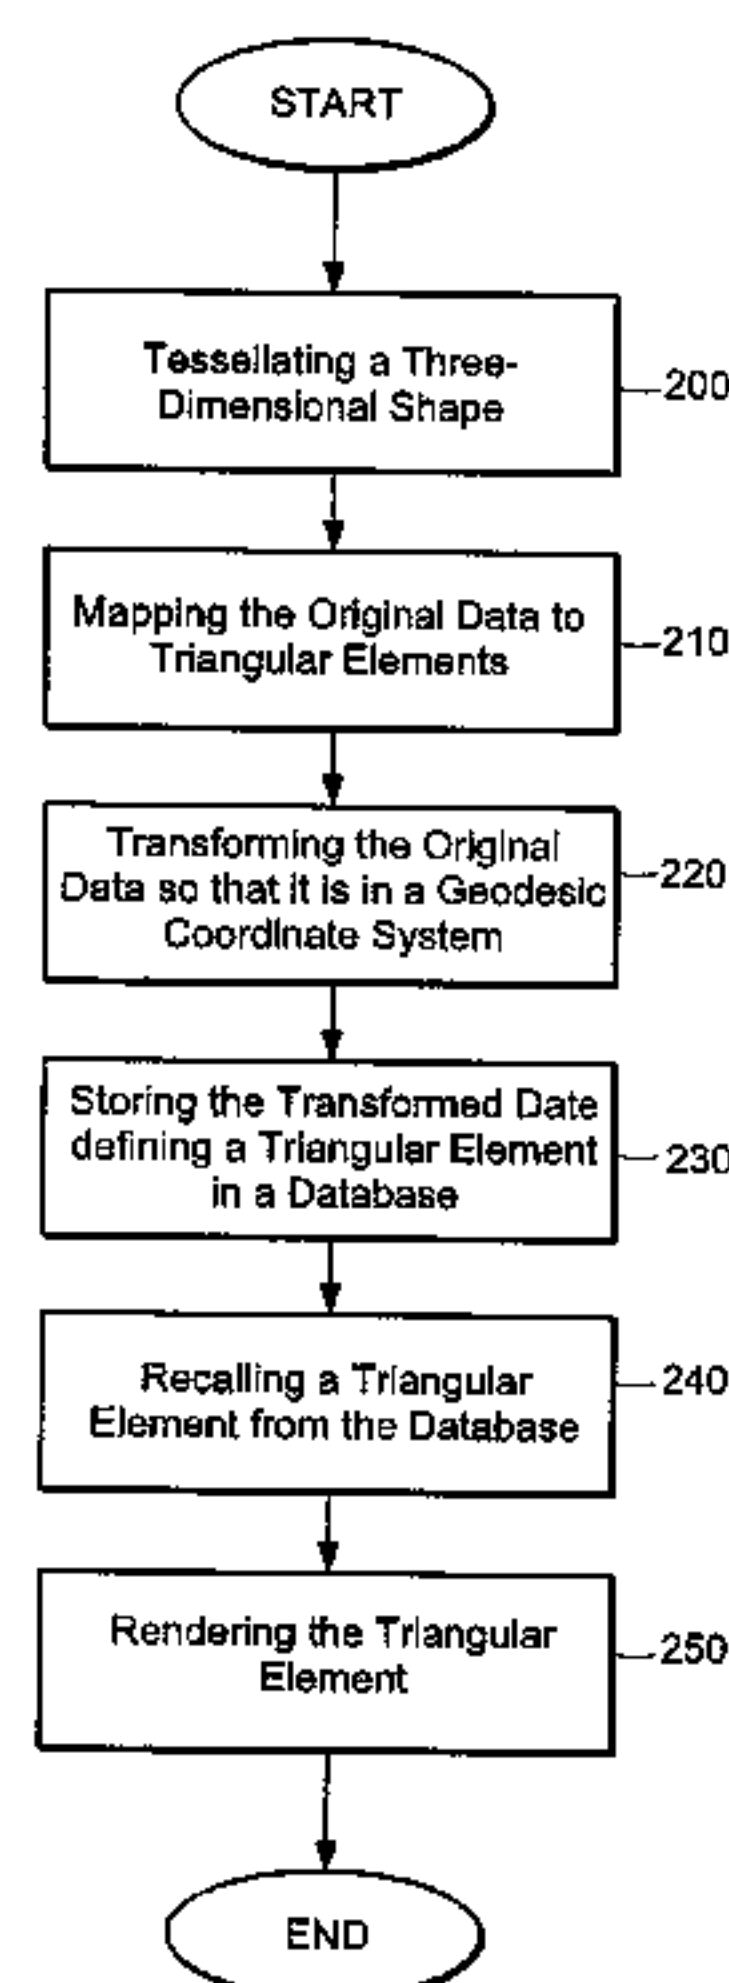 START
Tessellating a Three-
Dimensional Shape
200
Mapping the Original Data to
Triangular Elements
210
Transforming the Original
Data so that it is in a Geodesic
Coordinate System
220
Storing the Transformed Date
defining a Triangular Element
in a Database
230
Recalling a Triangular
Element from the Database
240
Rendering the Triangular
Element
250
END